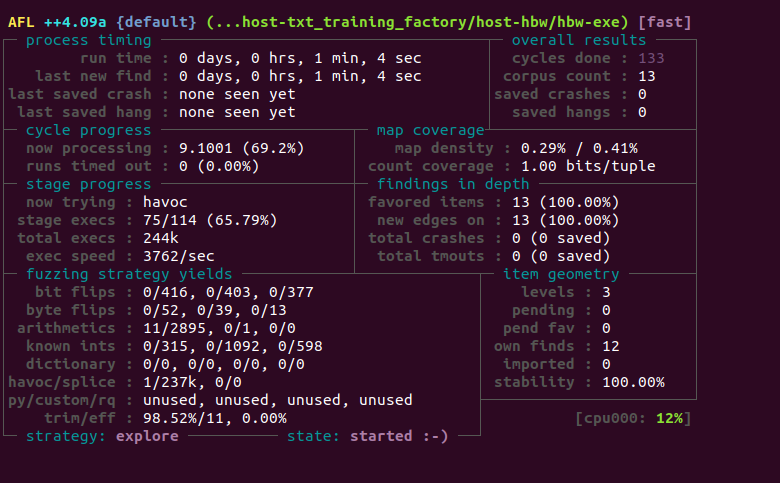 AFL ++4.09a {default} (...host-txt_training_factory/host-hbw/hbw-exe) [fast]
process timing overall results
run time : 0 days, 0 hrs, 1 min, 4 sec cycles done : 133
last new find : 0 days, 0 hrs, 1 min, 4 sec corpus count : 13
last saved crash : none seen yet saved crashes : 0
last saved hang : none seen yet saved hangs : 0
cycle progress map coverage
now processing : 9.1001 (69.2%) map density : 0.29% / 0.41%
runs timed out : 0 (0.00%) count coverage : 1.00 bits/tuple
stage progress findings in depth
now trying : havoc favored items : 13 (100.00%)
stage execs : 75/114 (65.79%) new edges on : 13 (100.00%)
total execs : 244k total crashes : 0 (0 saved)
exec speed : 3762/sec total tmouts : 0 (0 saved)
fuzzing strategy yields item geometry
bit flips : 0/416, 0/403, 0/377 levels : 3
byte flips : 0/52, 0/39, 0/13 pending : 0
arithmetics : 11/2895, 0/1, 0/0 pend fav : 0
known ints : 0/315, 0/1092, 0/598 own finds : 12
dictionary : 0/0, 0/0, 0/0, 0/0 imported : 0
havoc/splice : 1/237k, 0/0 stability : 100.00%
py/custom/rq : unused, unused, unused, unused
trim/eff : 98.52%/11, 0.00% [cpu000: 12%]
strategy: explore state: started :-)